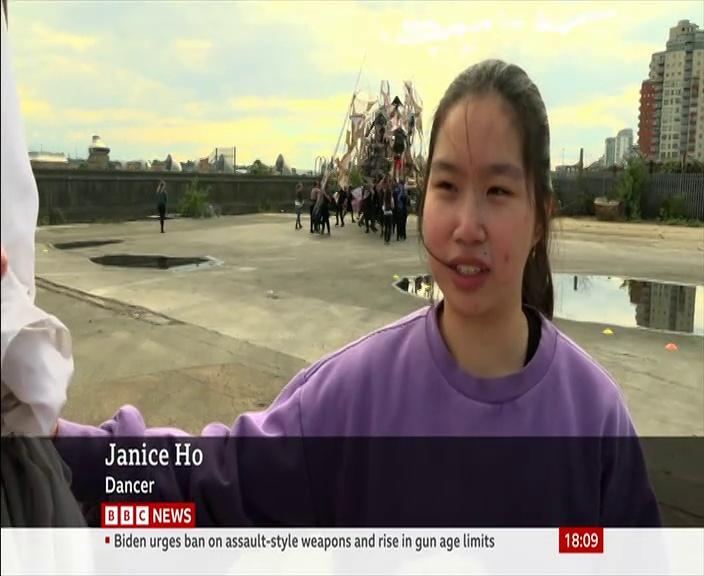 Janice Ho
Dancer
BBC NEWS
Biden urges ban on assault-style weapons and rise in gun age limits
18:09